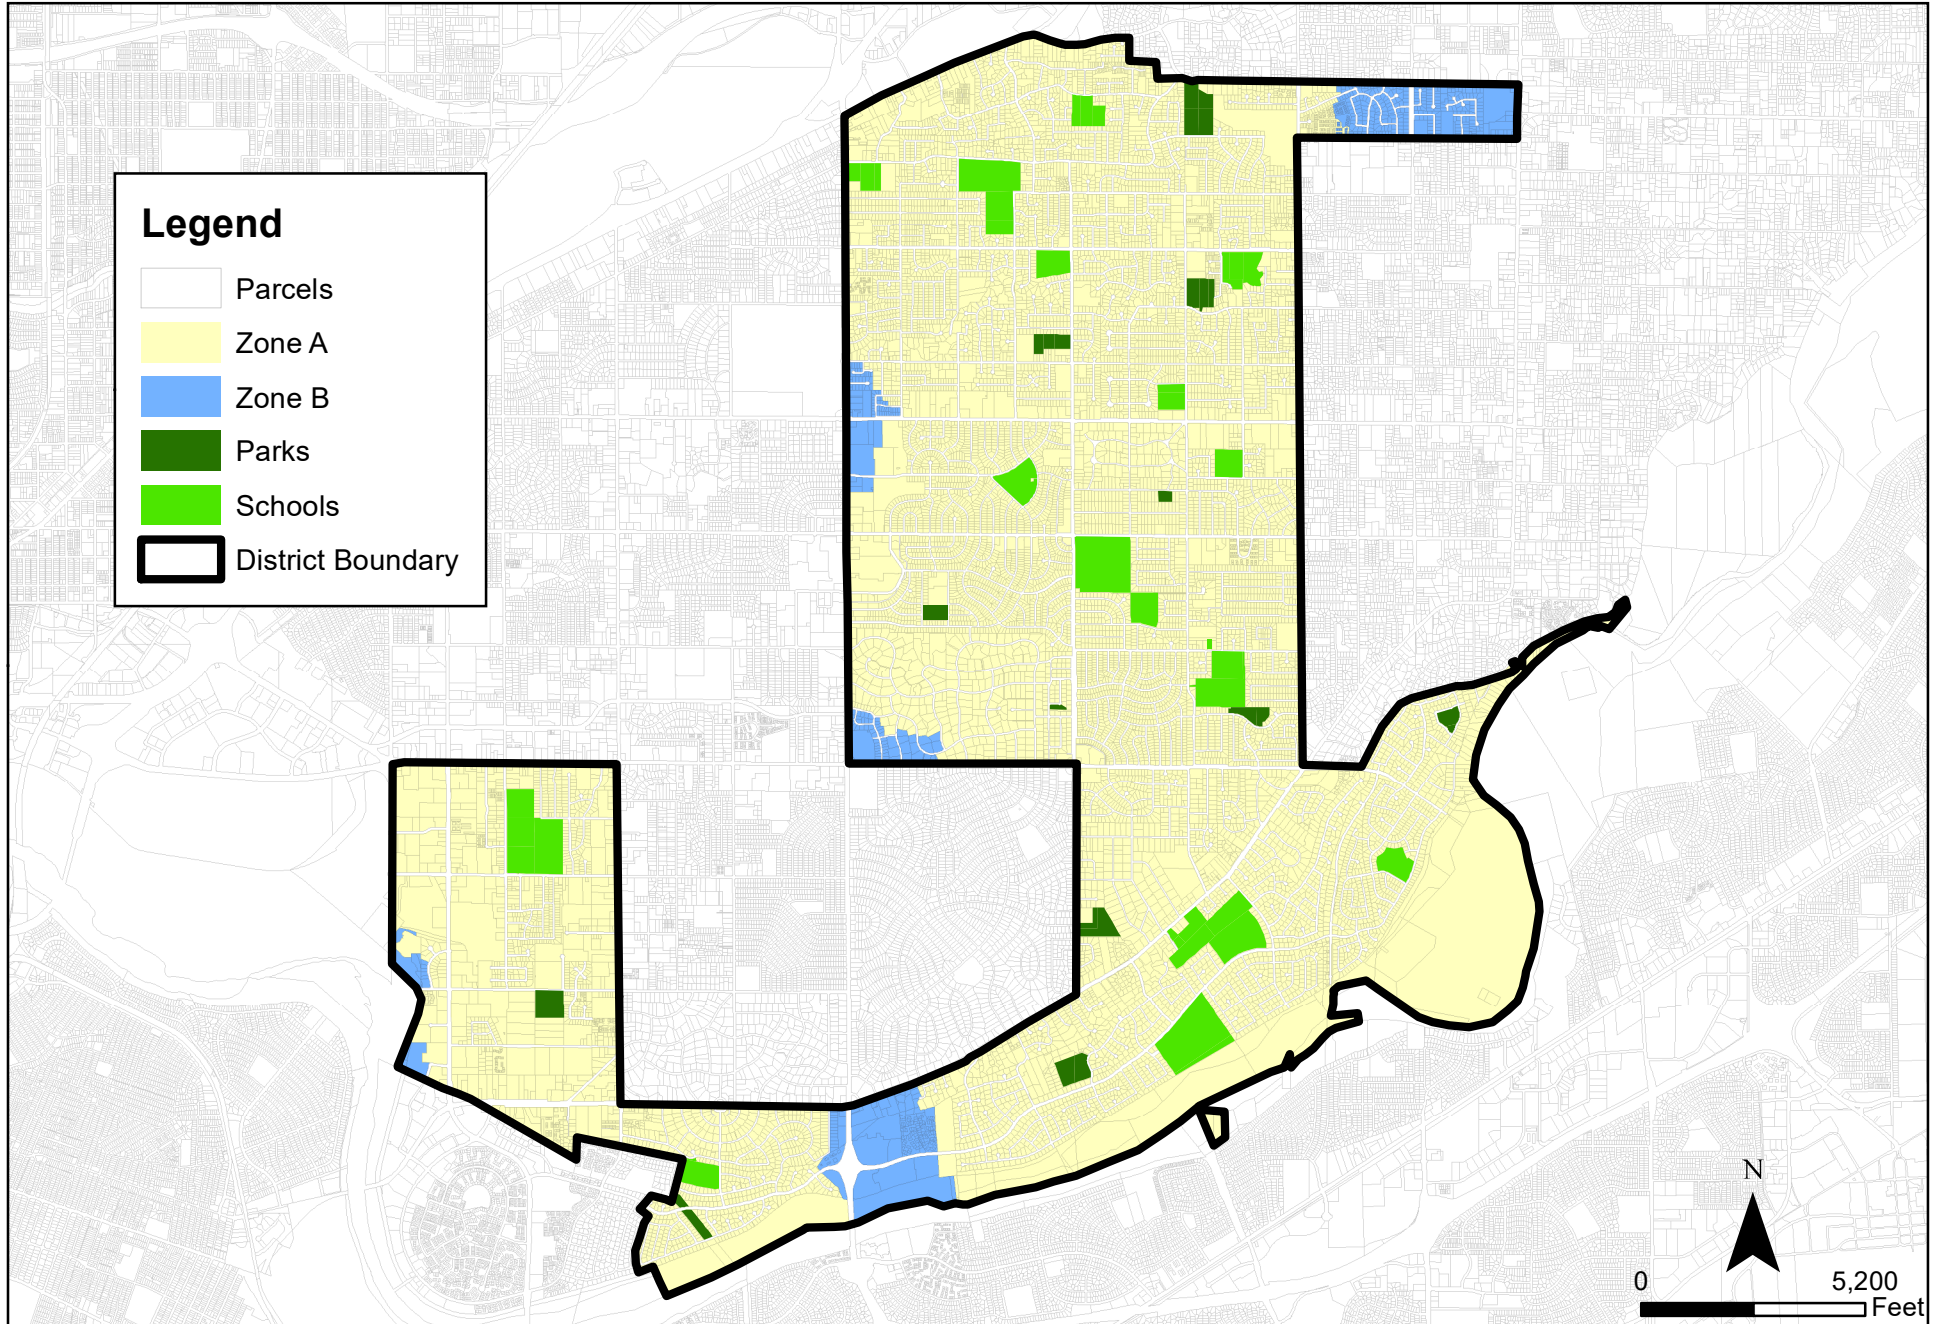 Legend
Parcels
Zone A
Zone B
Parks
Schools
District Boundary
N
0 5,200
Feet